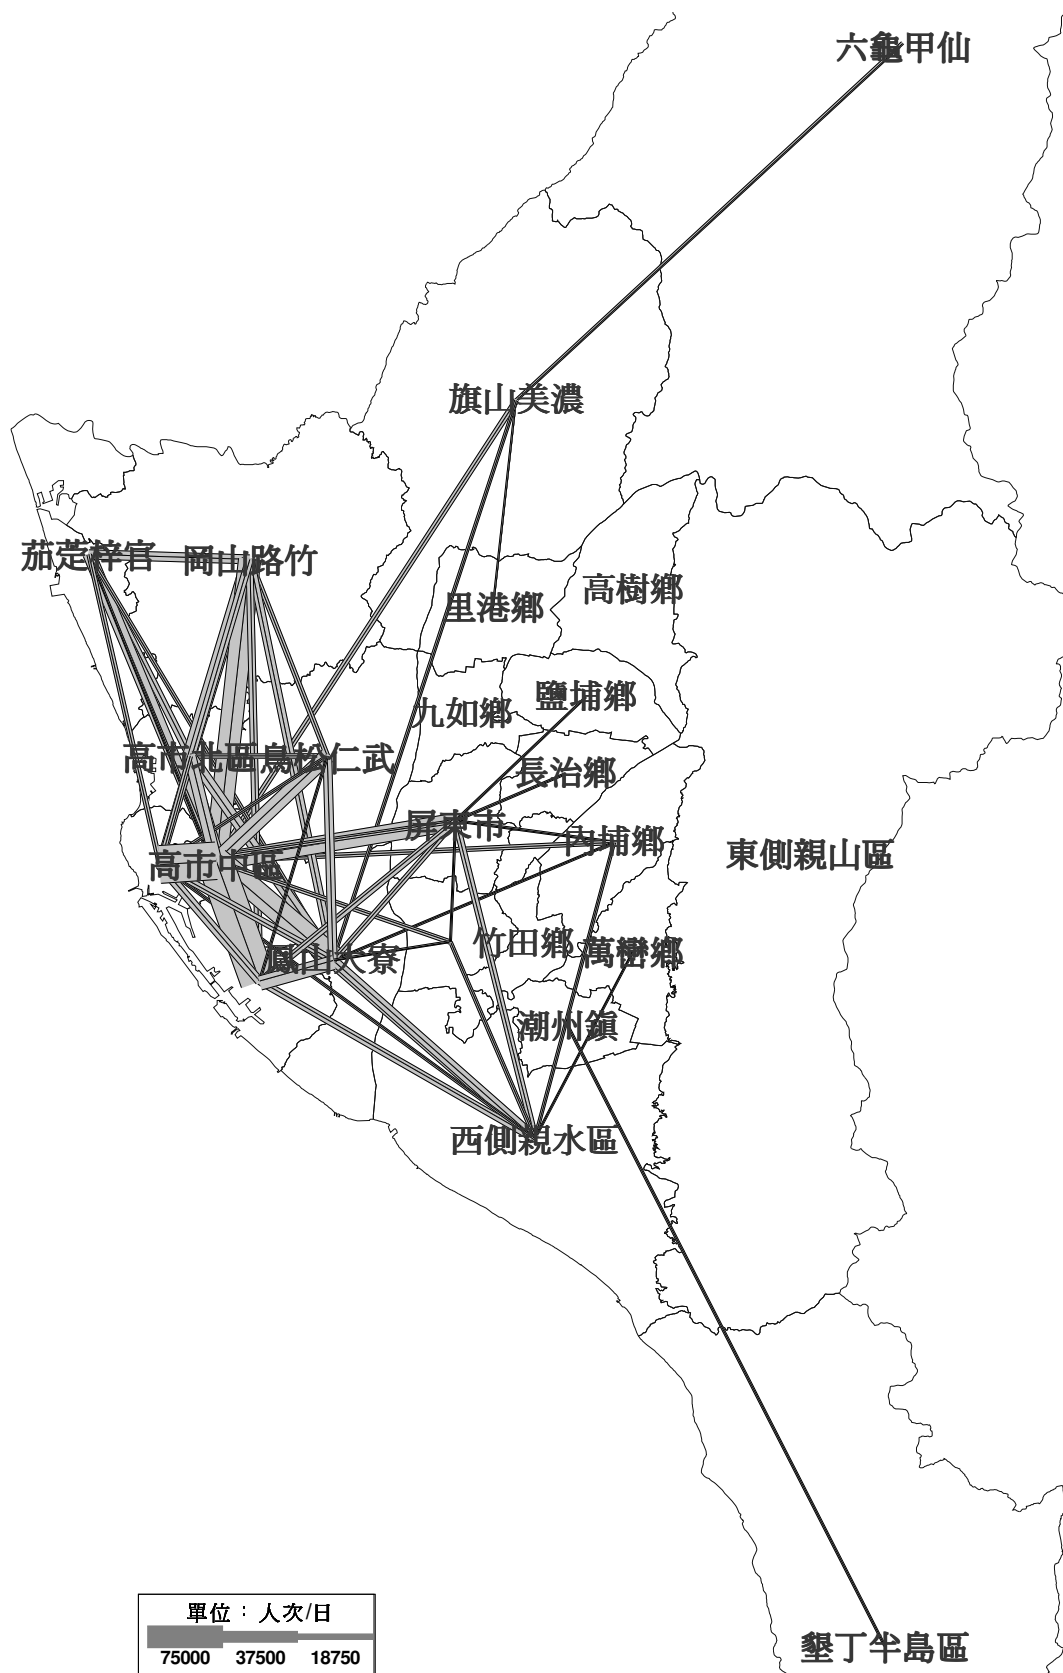 六龜甲仙
旗山美濃
茄萣梓官
岡山路竹
里港鄉
高樹鄉
九如鄉
鹽埔鄉
高市北區
鳥松仁武
長治鄉
屏東市
內埔鄉
高市中區
東側親山區
鳳山大寮
竹田鄉
萬巒鄉
潮州鎮
西側親水區
墾丁半島區
單位：人次/日
75000 37500 18750